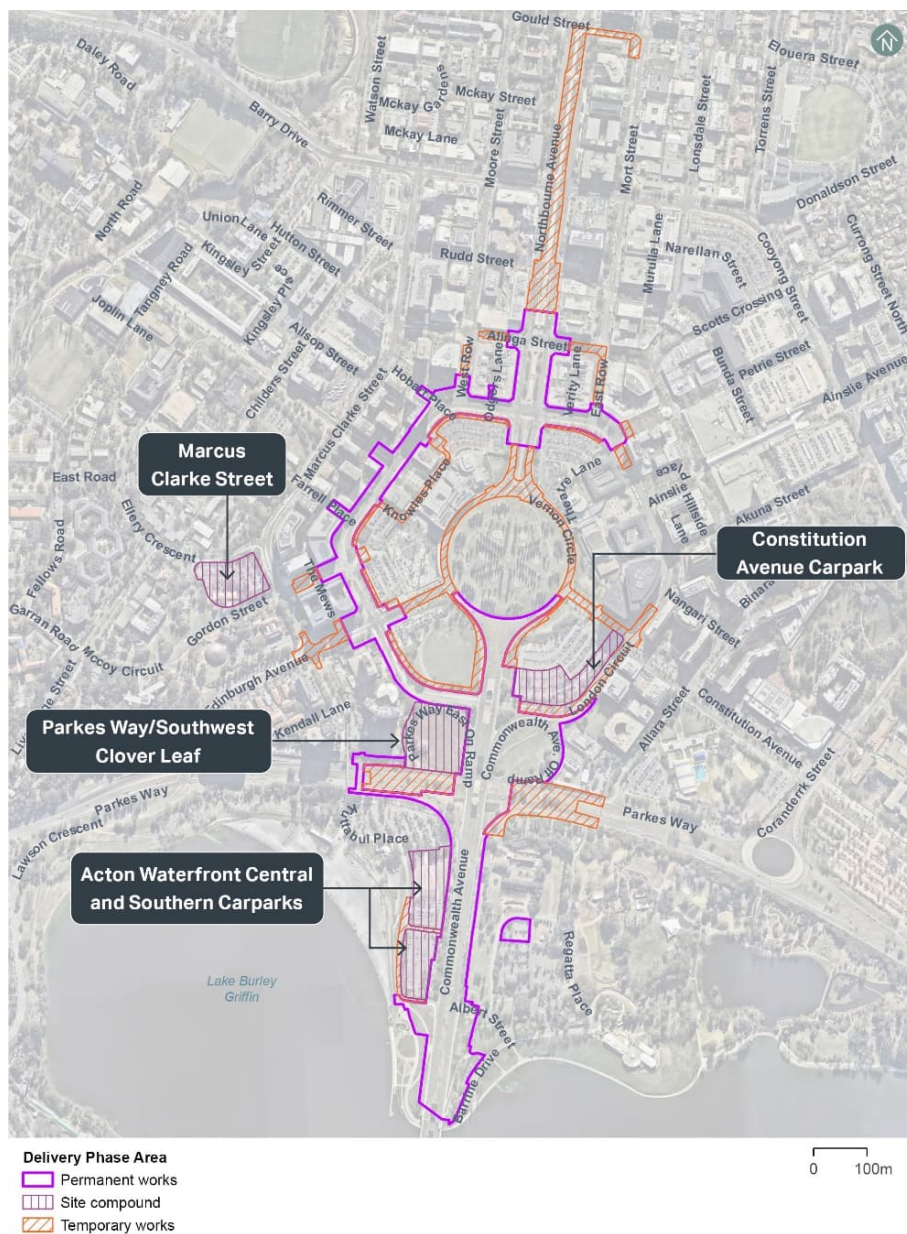 Gould Street
N
Daley Road
Elouera Street
Watson Street
Mckay Gardens
Mckay Street
Mckay Lane
Moore Street
Barry Drive
Northbourne Avenue
Mort Street
Lonsdale Street
Torrens Street
Donaldson Street
North Road
Union Lane
Rimmer Street
Hutton Street
Kingsley Street
Kingsley Place
Tangney Road
Joplin Lane
Rudd Street
Murulla Lane
Narellan Street
Cooyong Street
Currong Street North
Scotts Crossing
Allsop Street
Childers Street
Alinga Street
West Row
Odgers Lane
Verity Lane
East Row
Bunda Street
Petrie Street
Ainslie Avenue
Hobart Place
Marcus Clarke Street
Marcus
Clarke Street
East Road
Farrell Place
Knowles Place
Theatre Lane
Vernon Circle
Ainslie Place
Hillside Lane
Akuna Street
Ellery Crescent
Fellows Road
Constitution
Avenue Carpark
Binara
The Mews
Gordon Street
Nangari Street
Garran Road
Mccoy Circuit
Street
Edinburgh Avenue
London Circuit
Kendall Lane
Allara Street
Constitution Avenue
Parkes Way/Southwest
Clover Leaf
Parkes Way East
On Ramp
Commonwealth Ave.
Off Ramp
Coranderrk Street
Parkes Way
Lawson Crescent
Kuttabul Place
Parkes Way
Acton Waterfront Central
and Southern Carparks
Commonwealth Avenue
Regatta Place
Lake Burley
Griffin
Albert Street
Barrine Drive
Delivery Phase Area
Permanent works
Site compound
Temporary works
0 100m